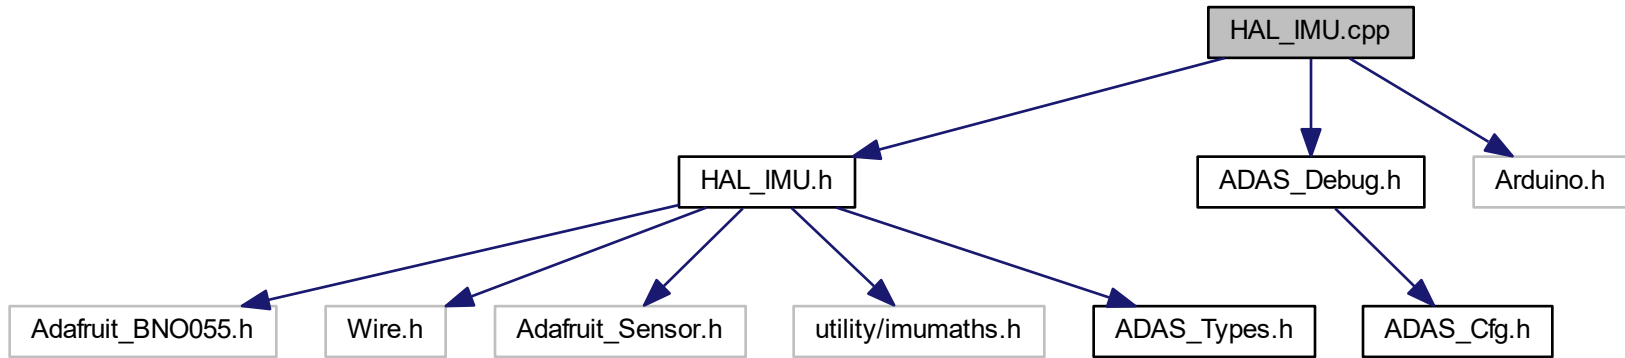 HAL_IMU.cpp
HAL_IMU.h
ADAS_Debug.h
Arduino.h
Adafruit_BNO055.h
Wire.h
Adafruit_Sensor.h
utility/imumaths.h
ADAS_Types.h
ADAS_Cfg.h